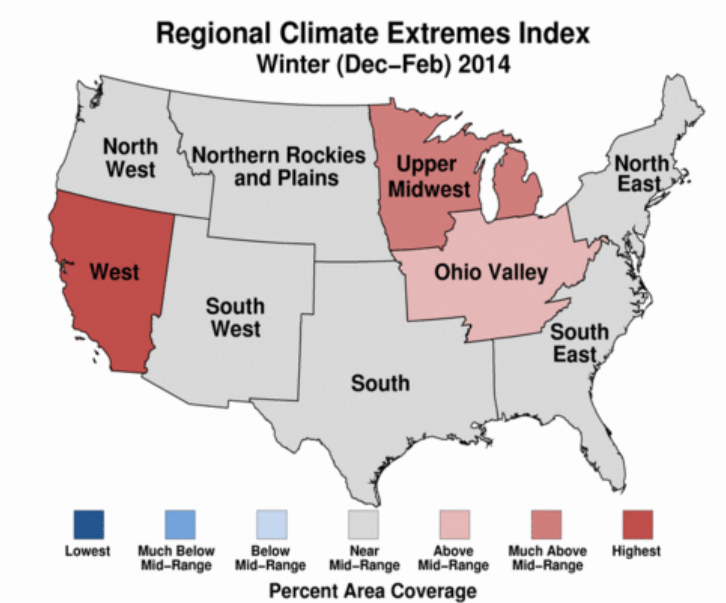 Regional Climate Extremes Index
Winter (Dec–Feb) 2014
North
West
Northern Rockies
and Plains
Upper
Midwest
North
East
West
South
West
Ohio Valley
South
East
South
Lowest
Much Below
Mid–Range
Below
Mid–Range
Near
Mid–Range
Above
Mid–Range
Much Above
Mid–Range
Highest
Percent Area Coverage